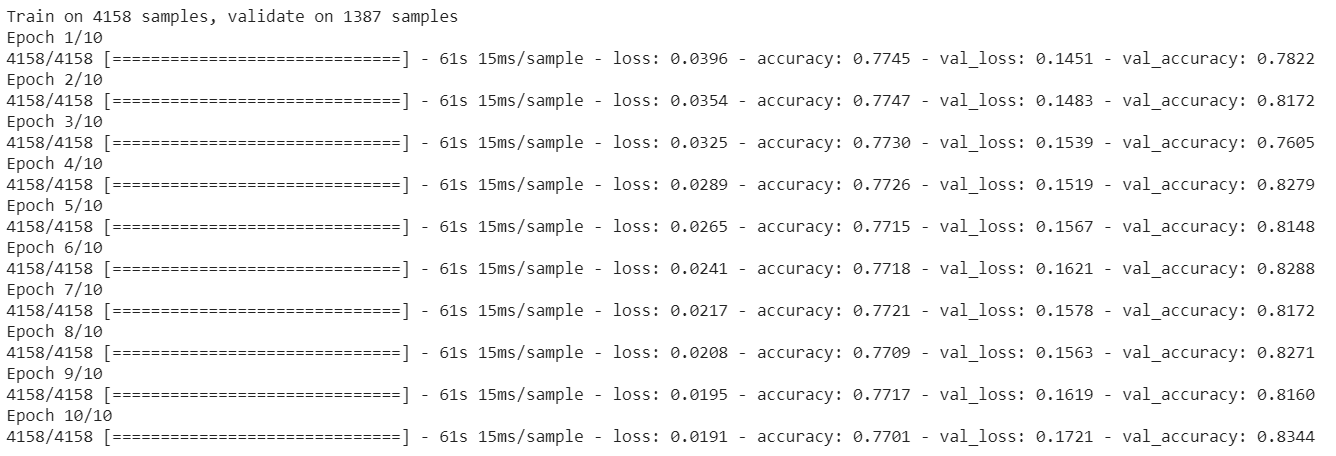 Train on 4158 samples, validate on 1387 samples
Epoch 1/10
4158/4158 [==============================] - 61s 15ms/sample - loss: 0.0396 - accuracy: 0.7745 - val_loss: 0.1451 - val_accuracy: 0.7822
Epoch 2/10
4158/4158 [==============================] - 61s 15ms/sample - loss: 0.0354 - accuracy: 0.7747 - val_loss: 0.1483 - val_accuracy: 0.8172
Epoch 3/10
4158/4158 [==============================] - 61s 15ms/sample - loss: 0.0325 - accuracy: 0.7730 - val_loss: 0.1539 - val_accuracy: 0.7605
Epoch 4/10
4158/4158 [==============================] - 61s 15ms/sample - loss: 0.0289 - accuracy: 0.7726 - val_loss: 0.1519 - val_accuracy: 0.8279
Epoch 5/10
4158/4158 [==============================] - 61s 15ms/sample - loss: 0.0265 - accuracy: 0.7715 - val_loss: 0.1567 - val_accuracy: 0.8148
Epoch 6/10
4158/4158 [==============================] - 61s 15ms/sample - loss: 0.0241 - accuracy: 0.7718 - val_loss: 0.1621 - val_accuracy: 0.8288
Epoch 7/10
4158/4158 [==============================] - 61s 15ms/sample - loss: 0.0217 - accuracy: 0.7721 - val_loss: 0.1578 - val_accuracy: 0.8172
Epoch 8/10
4158/4158 [==============================] - 61s 15ms/sample - loss: 0.0208 - accuracy: 0.7709 - val_loss: 0.1563 - val_accuracy: 0.8271
Epoch 9/10
4158/4158 [==============================] - 61s 15ms/sample - loss: 0.0195 - accuracy: 0.7717 - val_loss: 0.1619 - val_accuracy: 0.8160
Epoch 10/10
4158/4158 [==============================] - 61s 15ms/sample - loss: 0.0191 - accuracy: 0.7701 - val_loss: 0.1721 - val_accuracy: 0.8344